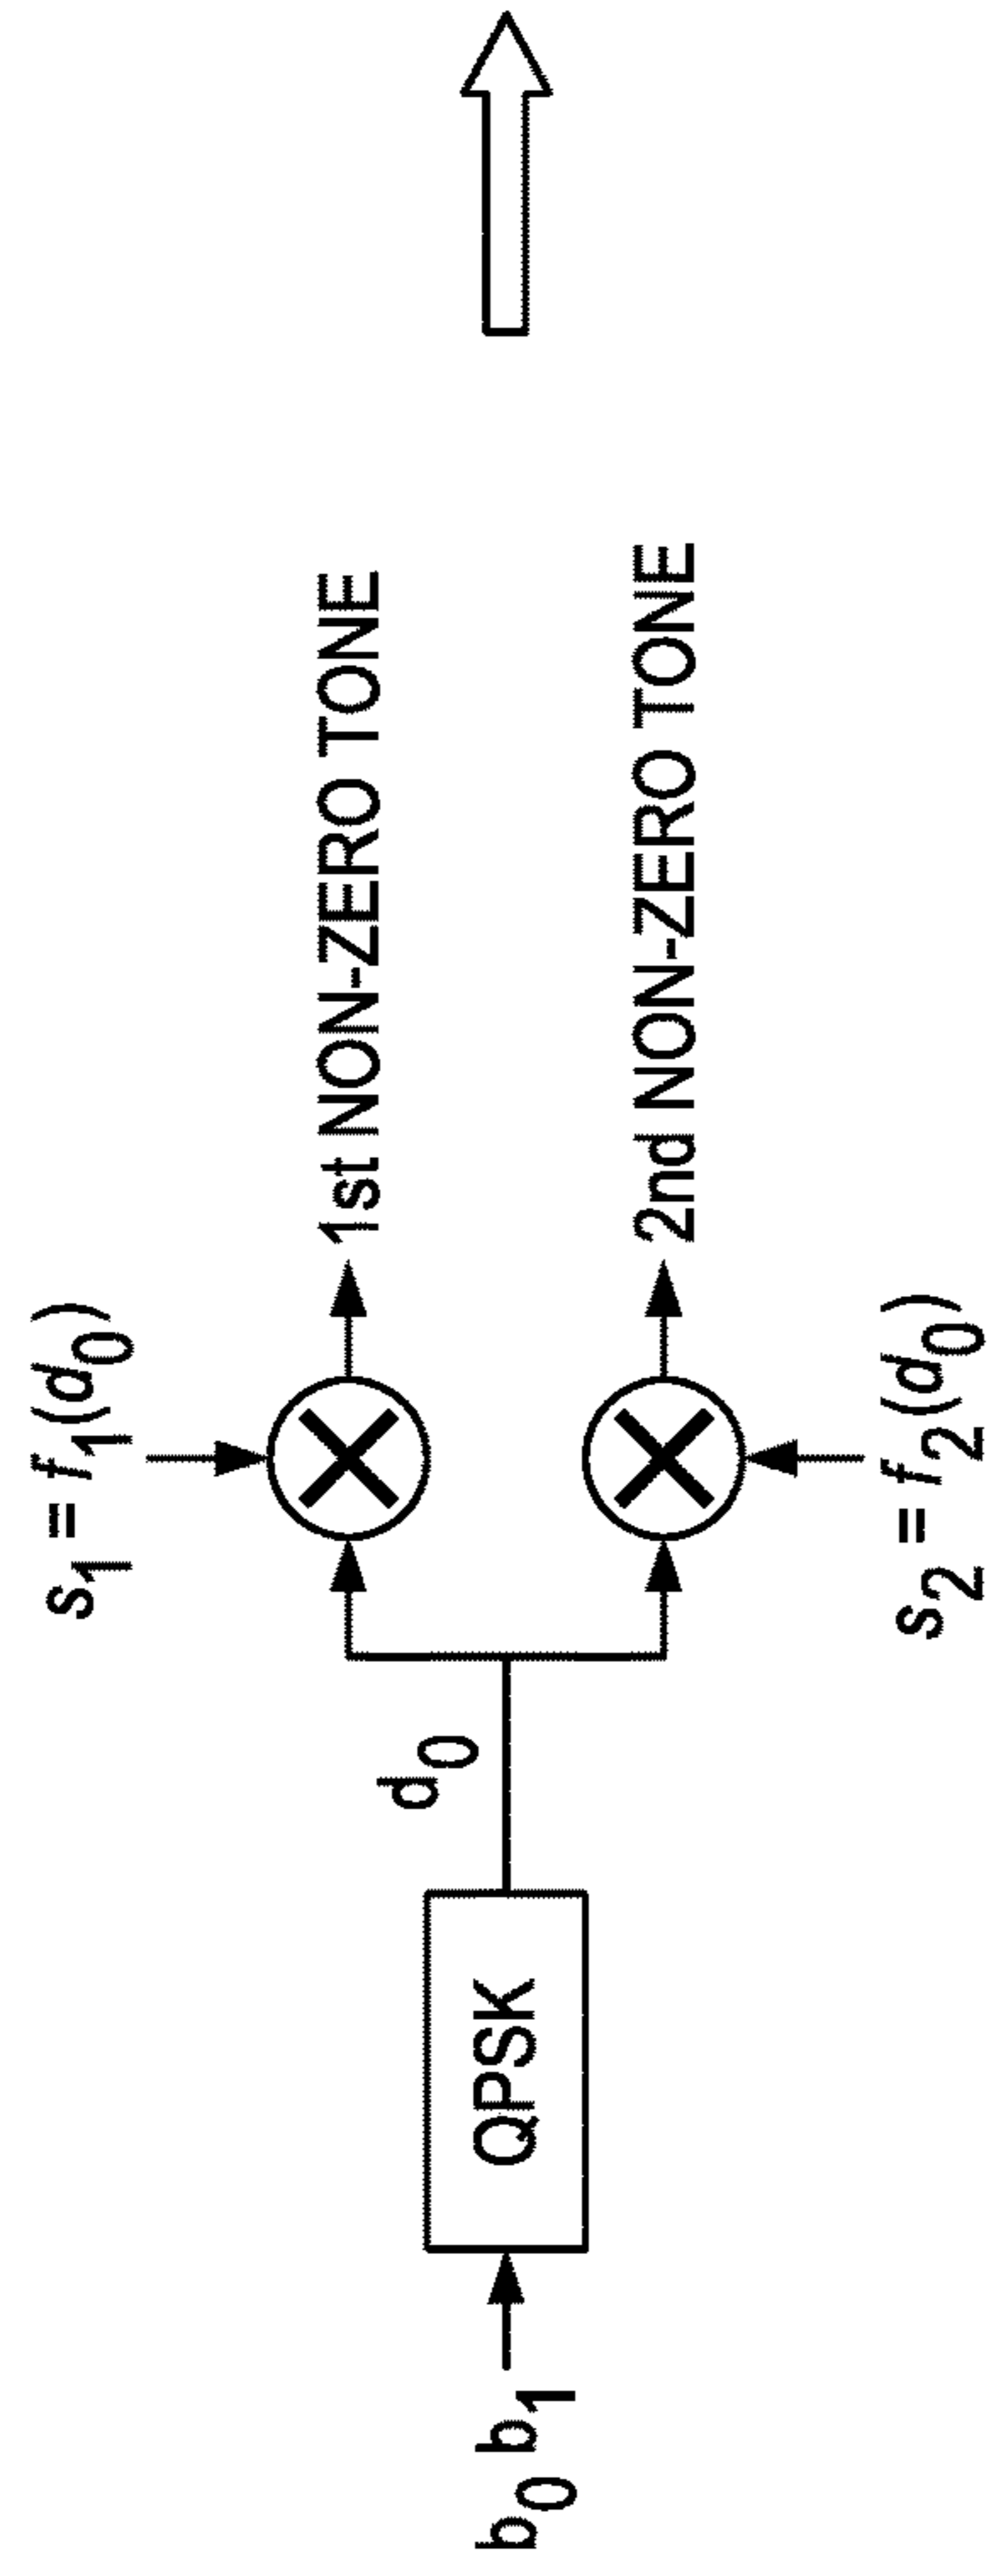 b₀ b₁
QPSK
d₀
s₁ = f₁(d₀)
1st NON-ZERO TONE
2nd NON-ZERO TONE
s₂ = f₂(d₀)